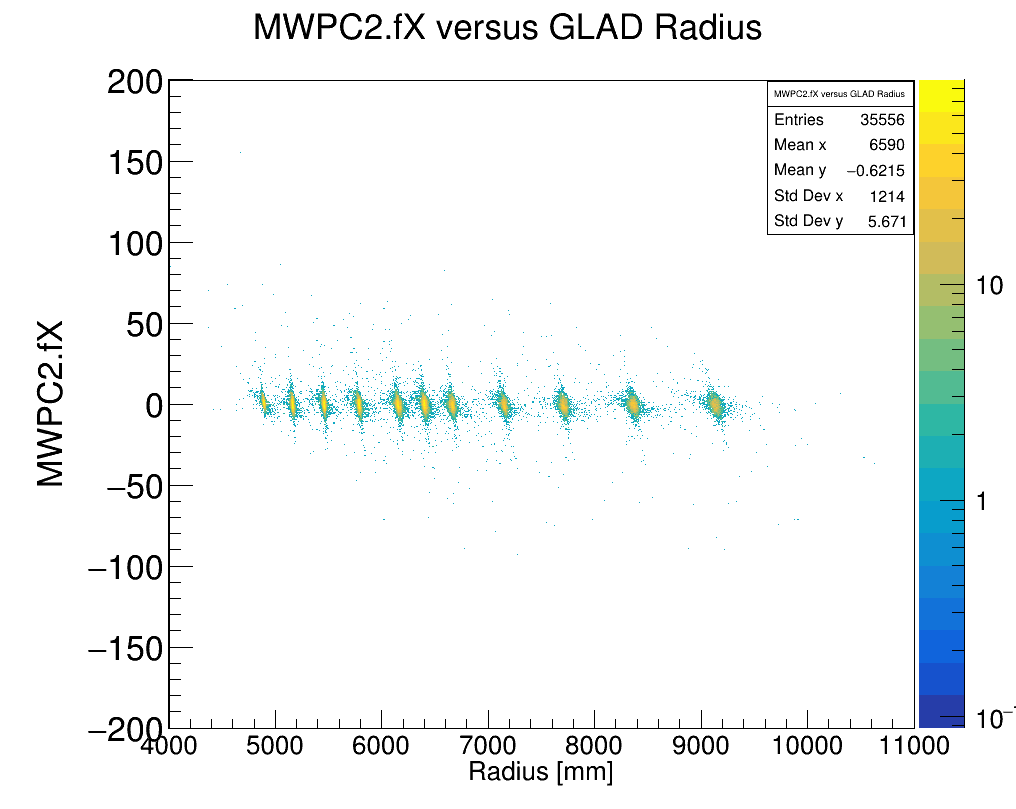 MWPC2.fX versus GLAD Radius
MWPC2.fX versus GLAD Radius
Entries 35556
Mean x 6590
Mean y −0.6215
Std Dev x 1214
Std Dev y 5.671
MWPC2.fX
200
150
100
50
0
−50
−100
−150
−200
4000 5000 6000 7000 8000 9000 10000 11000
Radius [mm]
10
1
10⁻